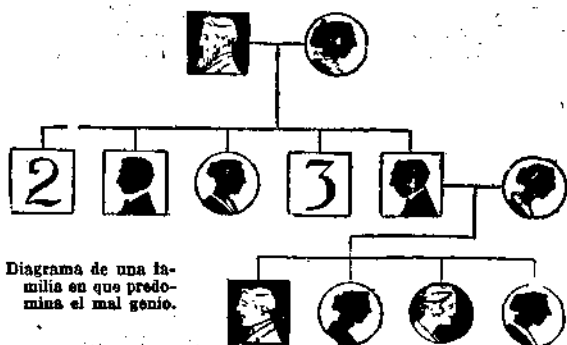 2
3
Diagrama de una fa-
milia en que predo-
mina el mal genio.